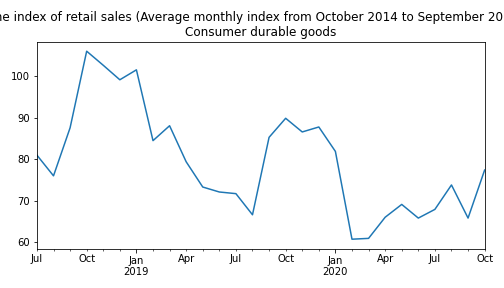 e index of retail sales (Average monthly index from October 2014 to September 20
Consumer durable goods
100
90
80
70
60
Jul Oct Jan Apr Jul Oct Jan Apr Jul Oct
2019 2020